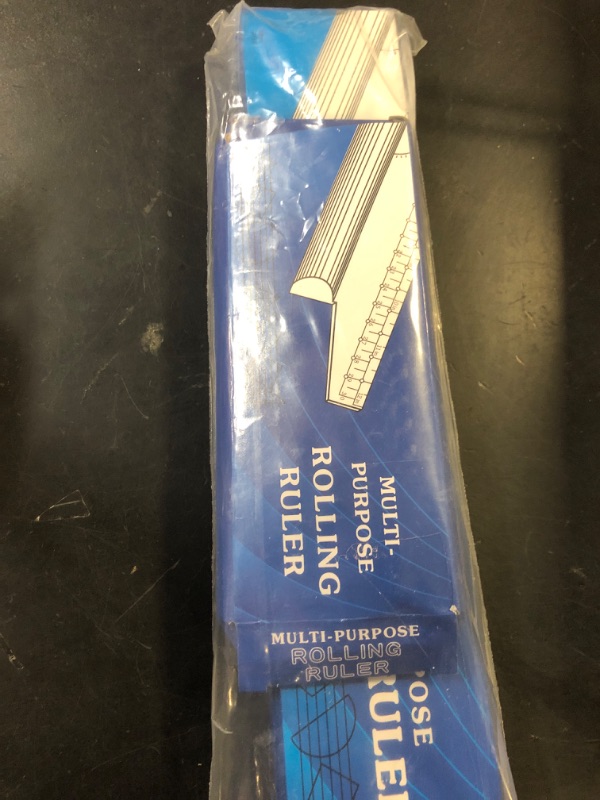 MULTI-
PURPOSE
ROLLING
RULER
MULTI-PURPOSE
ROLLING
RULER
POSE
RULER